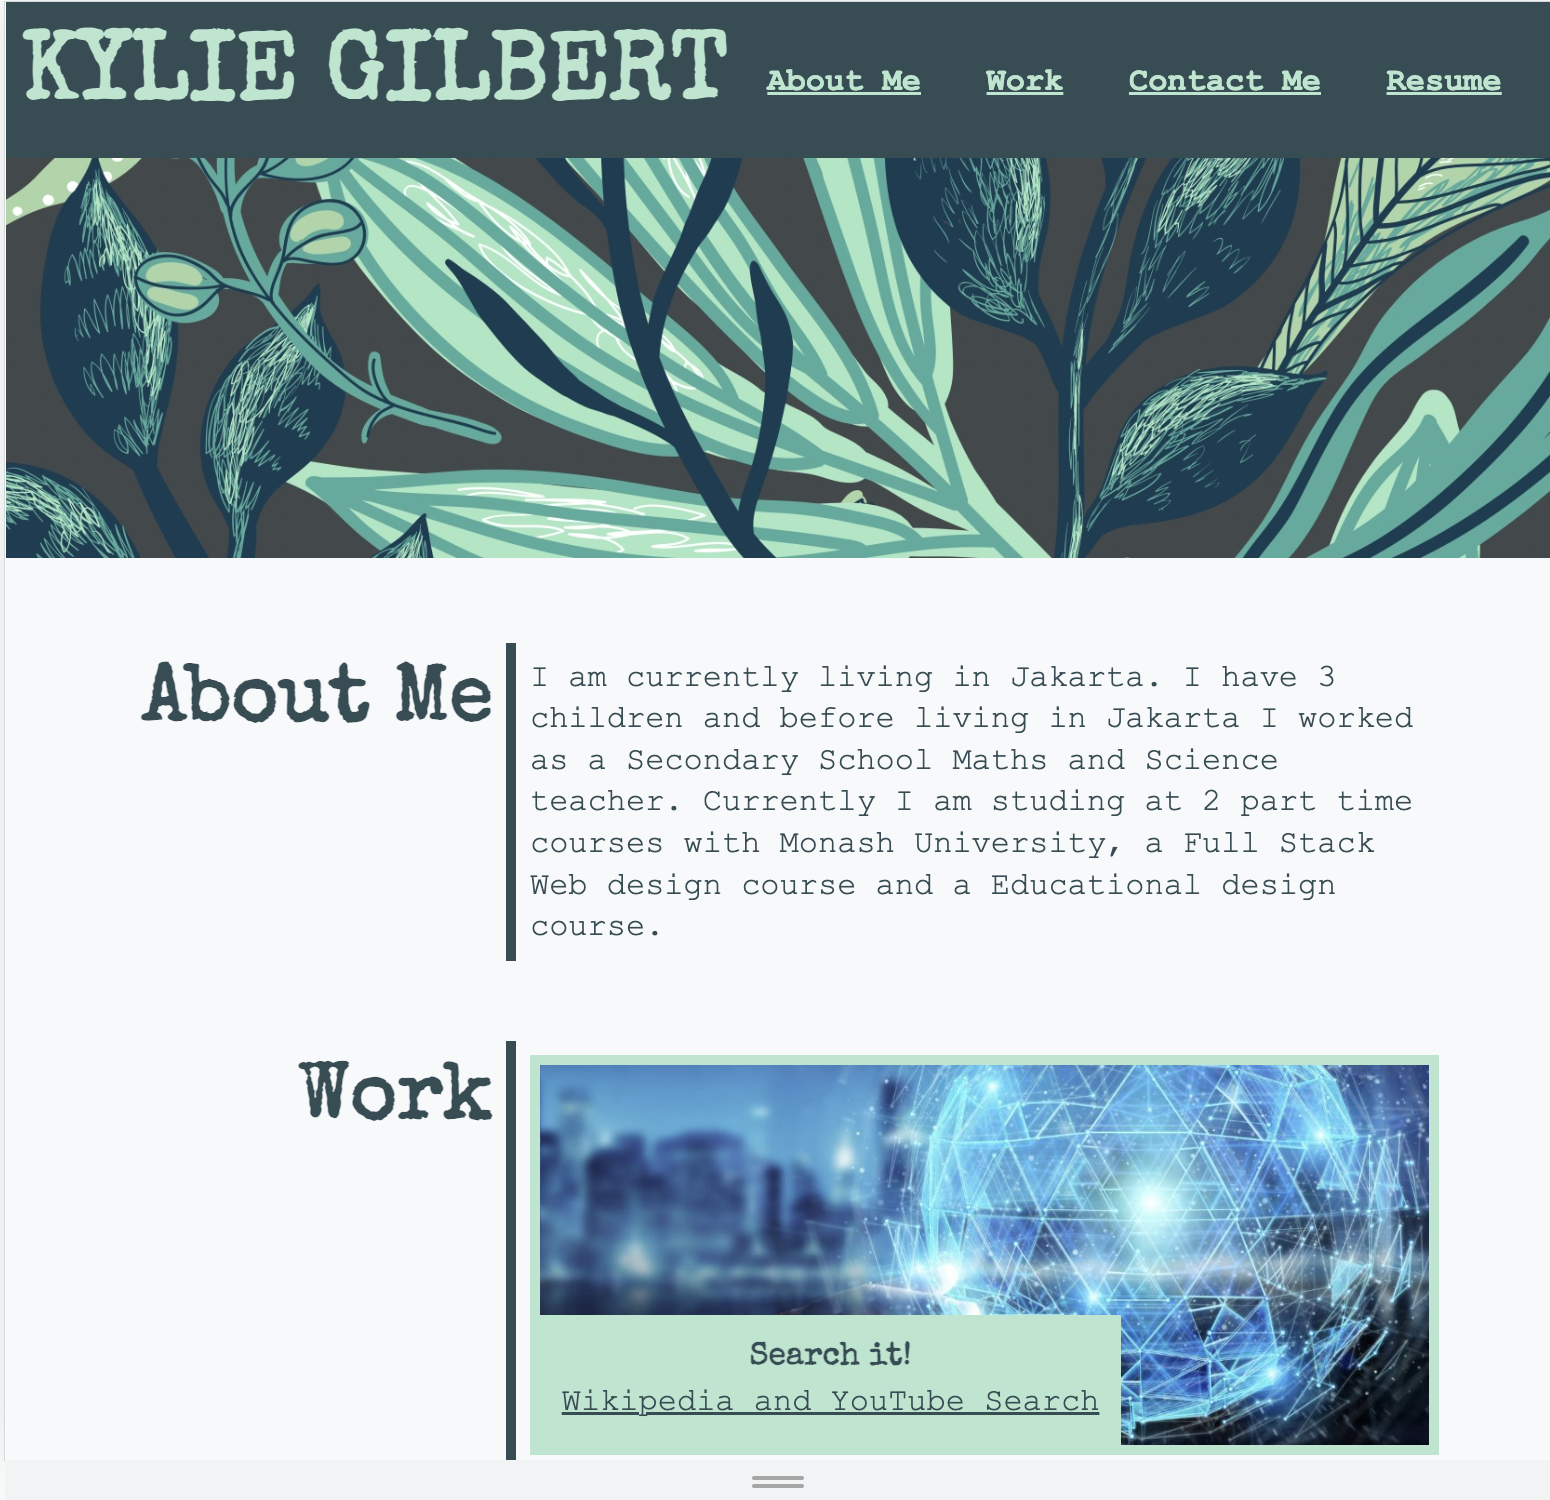 KYLIE GILBERT
About Me
Work
Contact Me
Resume
About Me
I am currently living in Jakarta. I have 3
children and before living in Jakarta I worked
as a Secondary School Maths and Science
teacher. Currently I am studing at 2 part time
courses with Monash University, a Full Stack
Web design course and a Educational design
course.
Work
Search it!
Wikipedia and YouTube Search